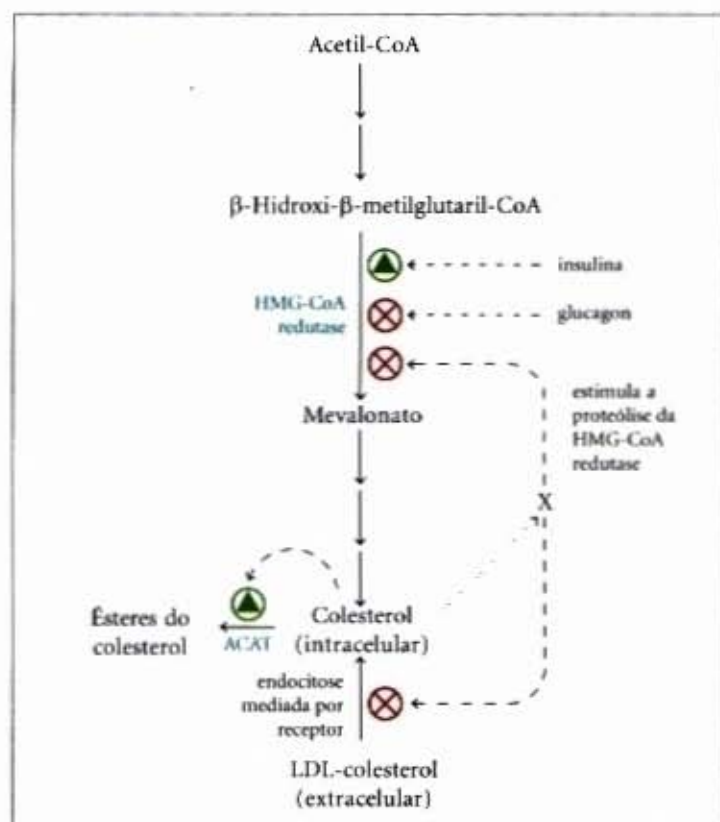 Acetil-CoA
β-Hidroxi-β-metilglutaril-CoA
insulina
HMG-CoA
redutase
glucagon
estimula a
proteólise da
HMG-CoA
redutase
Mevalonato
X
Ésteres do
colesterol
ACAT
Colesterol
(intracelular)
endocitose
mediada por
receptor
LDL-colesterol
(extracelular)